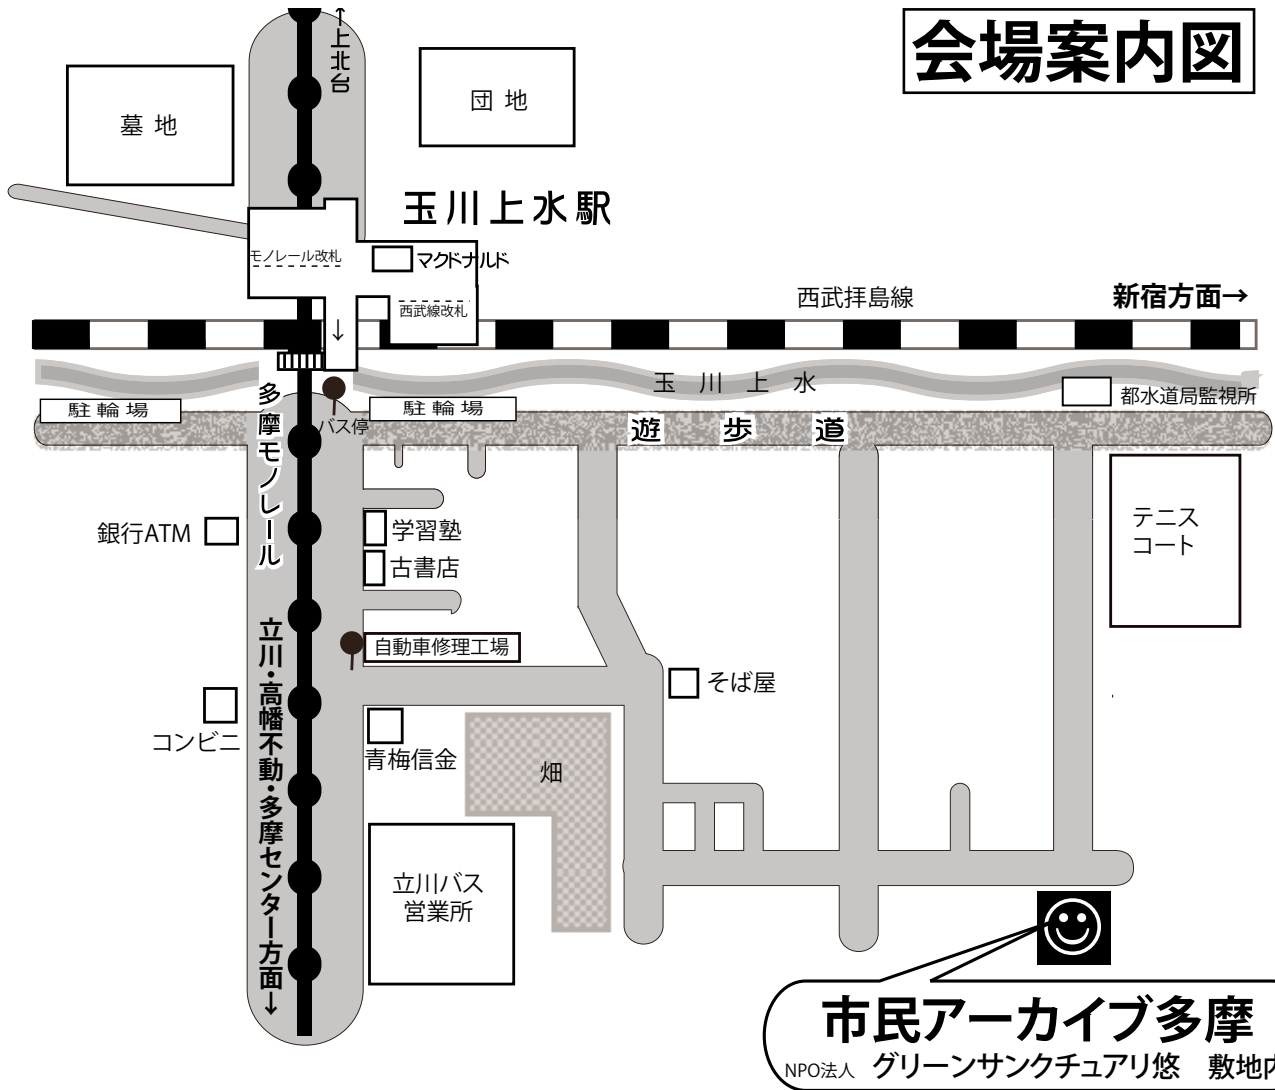 会場案内図
↑上北台
墓 地
団 地
玉川上水駅
モノレール改札
マクドナルド
西武線改札
↓
西武拝島線
新宿方面→
玉 川 上 水
都水道局監視所
駐 輪 場
駐 輪 場
バス停
遊 歩 道
多摩モノレール
銀行ATM
学習塾
古書店
テニス
コート
自動車修理工場
立川・高幡不動・多摩センター方面→
そば屋
コンビニ
青梅信金
畑
立川バス
営業所
市民アーカイブ多摩
NPO法人 グリーンサンクチュアリ悠 敷地内